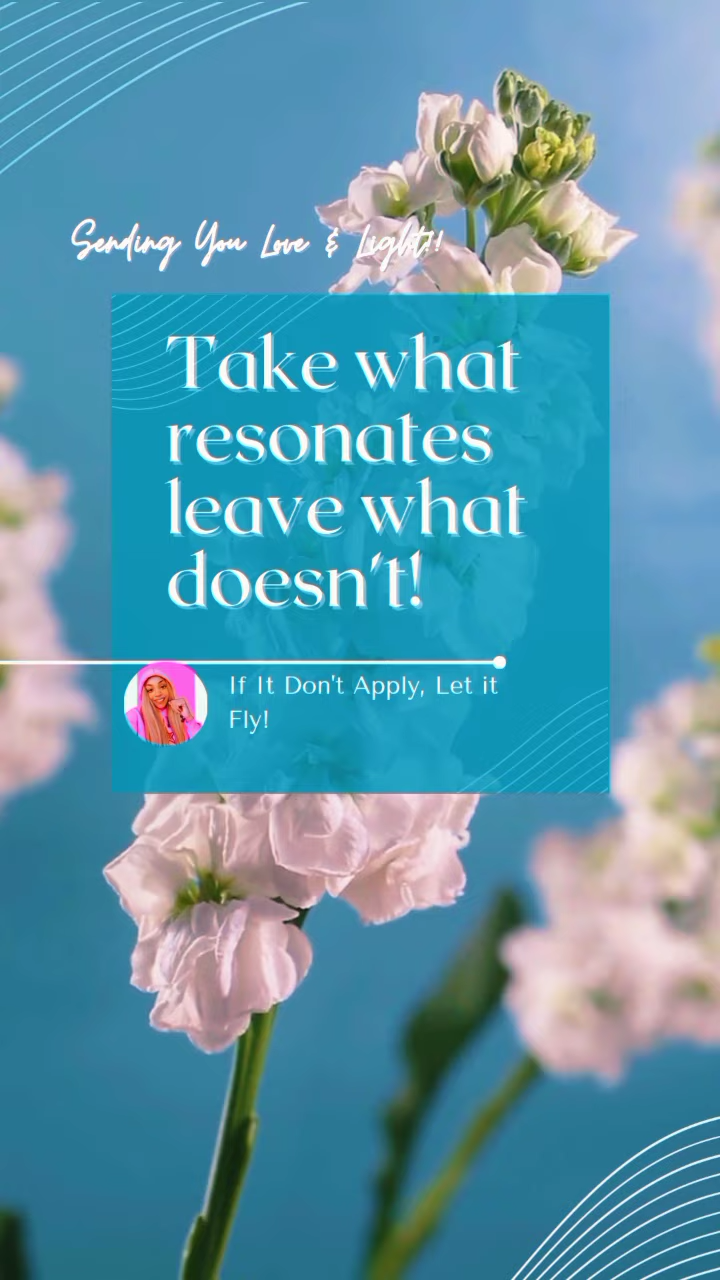 Sending You Love & Light!!
Take what
resonates
leave what
doesn't!
If It Don't Apply, Let it
Fly!